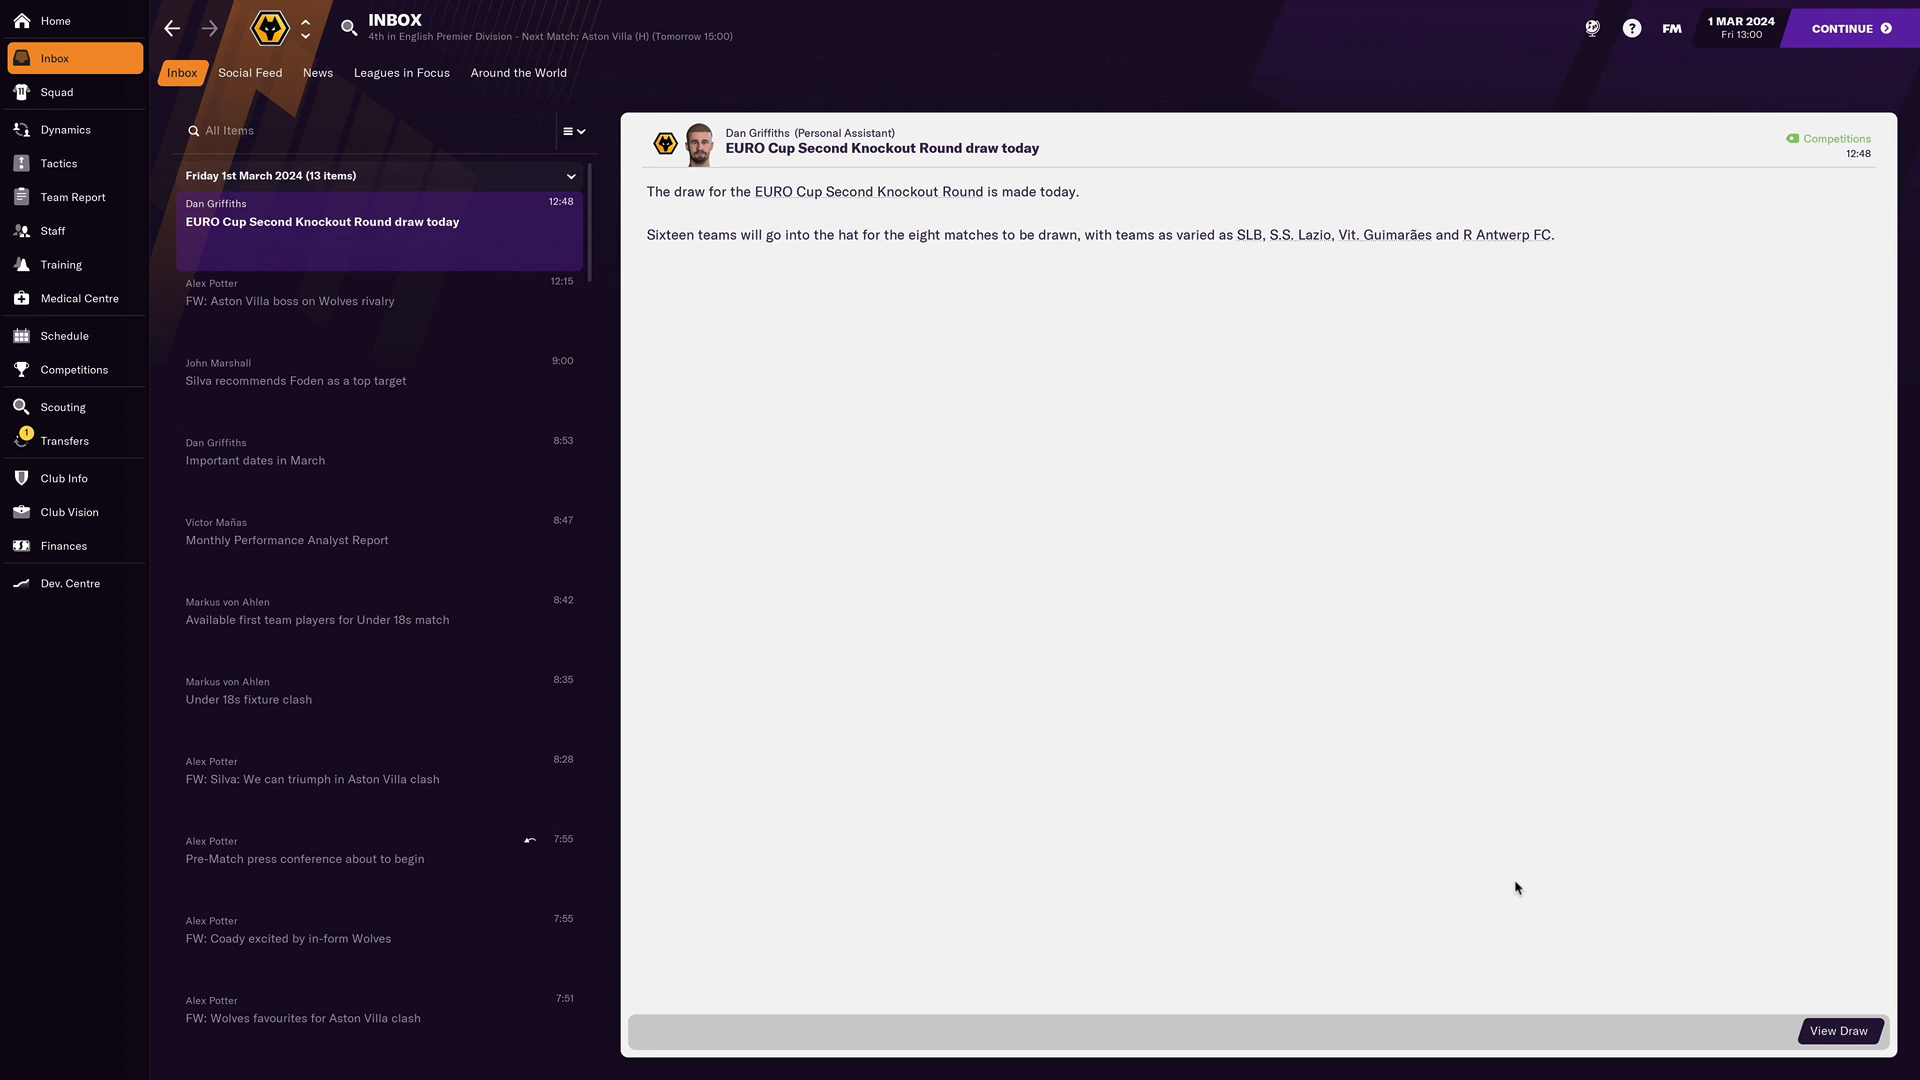 Home
Inbox
Squad
Dynamics
Tactics
Team Report
Staff
Training
Medical Centre
Schedule
Competitions
Scouting
1
Transfers
Club Info
Club Vision
Finances
Dev. Centre
INBOX
4th in English Premier Division - Next Match: Aston Villa (H) (Tomorrow 15:00)
?
FM
1 MAR 2024
Fri 13:00
CONTINUE
Inbox
Social Feed
News
Leagues in Focus
Around the World
All Items
Friday 1st March 2024 (13 items)
Dan Griffiths
12:48
EURO Cup Second Knockout Round draw today
Alex Potter
12:15
FW: Aston Villa boss on Wolves rivalry
John Marshall
9:00
Silva recommends Foden as a top target
Dan Griffiths
8:53
Important dates in March
Víctor Mañas
8:47
Monthly Performance Analyst Report
Markus von Ahlen
8:42
Available first team players for Under 18s match
Markus von Ahlen
8:35
Under 18s fixture clash
Alex Potter
8:28
FW: Silva: We can triumph in Aston Villa clash
Alex Potter
7:55
Pre-Match press conference about to begin
Alex Potter
7:55
FW: Coady excited by in-form Wolves
Alex Potter
7:51
FW: Wolves favourites for Aston Villa clash
Dan Griffiths (Personal Assistant)
EURO Cup Second Knockout Round draw today
Competitions
12:48
The draw for the EURO Cup Second Knockout Round is made today.
Sixteen teams will go into the hat for the eight matches to be drawn, with teams as varied as SLB, S.S. Lazio, Vit. Guimarães and R Antwerp FC.
View Draw